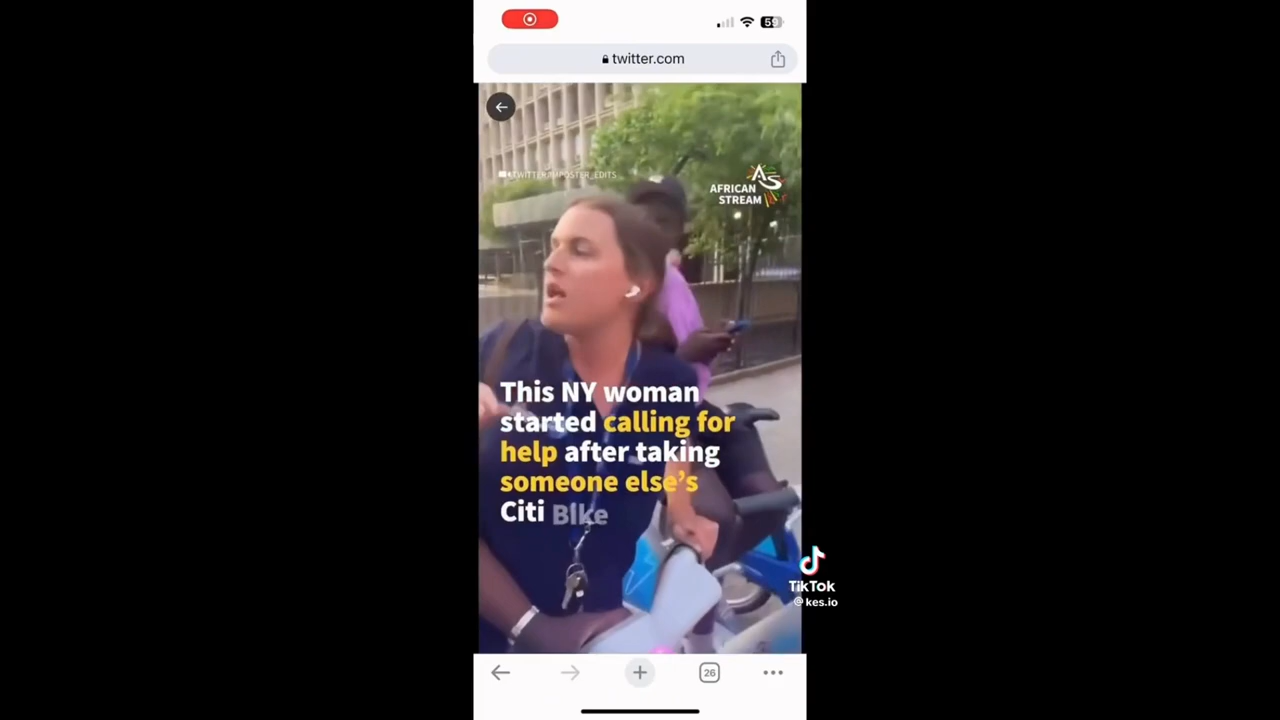 59
twitter.com
AFRICAN
STREAM
This NY woman
started calling for
help after taking
someone else's
Citi Bike
TikTok
@kes.io
26